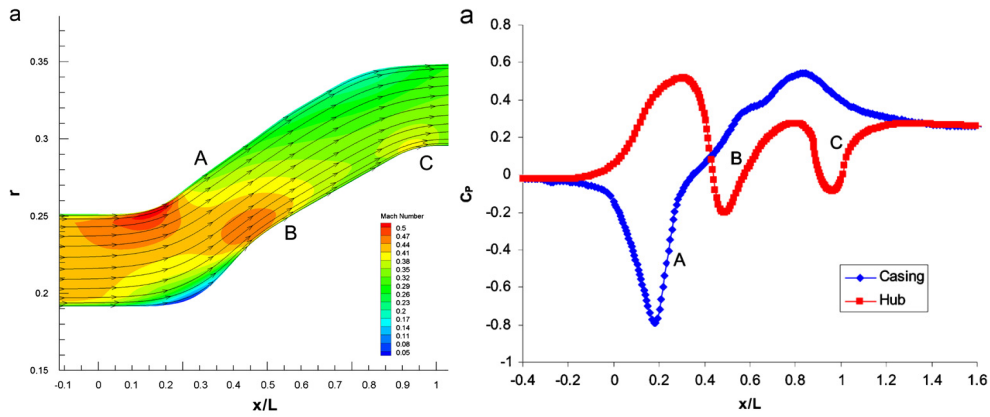 a
r
0.35
0.3
0.25
0.2
0.15
A
B
C
Mach Number
0.5
0.47
0.44
0.41
0.38
0.35
0.32
0.29
0.26
0.23
0.2
0.17
0.14
0.11
0.08
0.05
-0.1 0 0.1 0.2 0.3 0.4 0.5 0.6 0.7 0.8 0.9 1
x/L
a
CP
0.8
0.6
0.4
0.2
0
-0.2
-0.4
-0.6
-0.8
-1
A
B
C
Casing
Hub
-0.4 -0.2 0 0.2 0.4 0.6 0.8 1 1.2 1.4 1.6
x/L